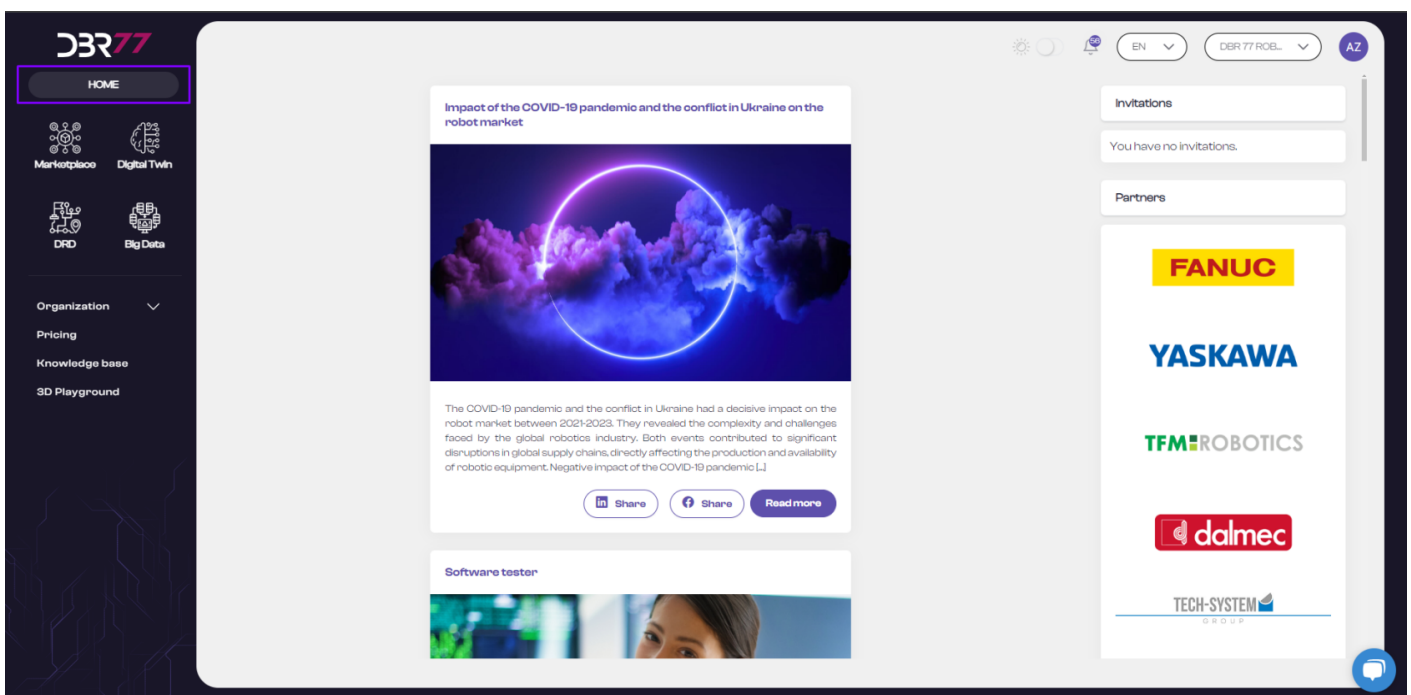 DBR77
HOME
Marketplace
Digital Twin
DRD
Big Data
Organization
Pricing
Knowledge base
3D Playground
56
EN
DBR 77 ROB...
AZ
Impact of the COVID-19 pandemic and the conflict in Ukraine on the
robot market
The COVID-19 pandemic and the conflict in Ukraine had a decisive impact on the
robot market between 2021-2023. They revealed the complexity and challenges
faced by the global robotics industry. Both events contributed to significant
disruptions in global supply chains, directly affecting the production and availability
of robotic equipment. Negative impact of the COVID-19 pandemic [...]
in Share
Share
Read more
Software tester
Invitations
You have no invitations.
Partners
FANUC
YASKAWA
TFM ROBOTICS
dalmec
TECH-SYSTEM
GROUP